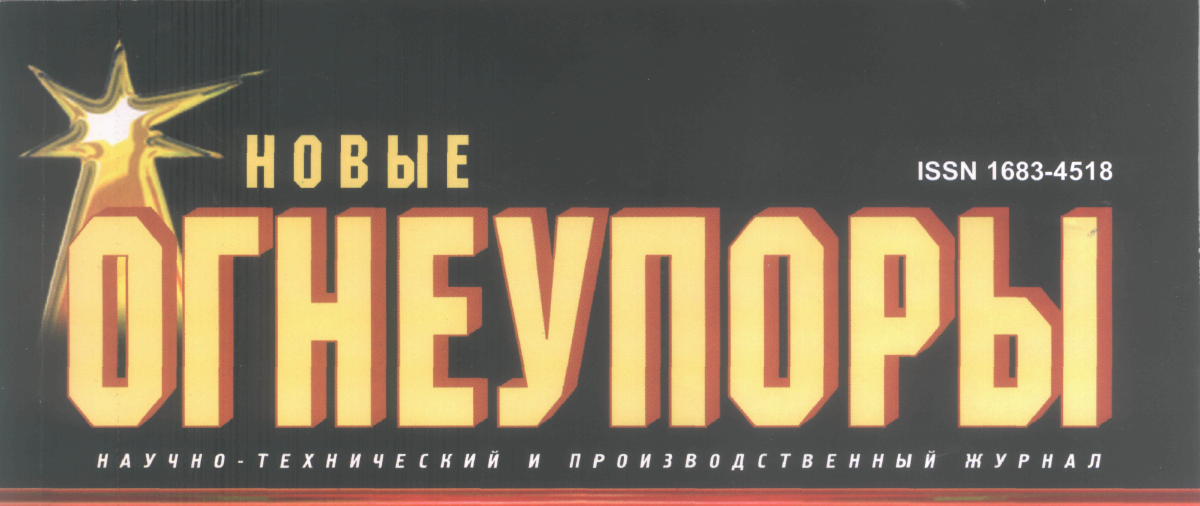 НОВЫЕ
ISSN 1683-4518
ОГНЕУПОРЫ
НАУЧНО-ТЕХНИЧЕСКИЙ И ПРОИЗВОДСТВЕННЫЙ ЖУРНАЛ